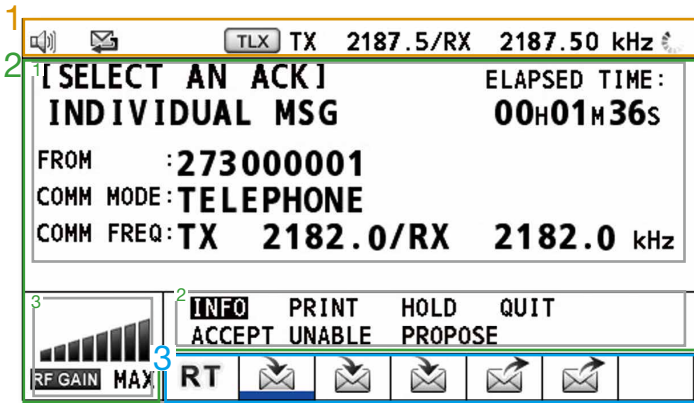 1
TLX TX 2187.5/RX 2187.50 kHz
2
1
[SELECT AN ACK] ELAPSED TIME:
INDIVIDUAL MSG 00H01M36S
FROM :273000001
COMM MODE:TELEPHONE
COMM FREQ:TX 2182.0/RX 2182.0 kHz
2
INFO PRINT HOLD QUIT
ACCEPT UNABLE PROPOSE
3
RF GAIN MAX
3
RT